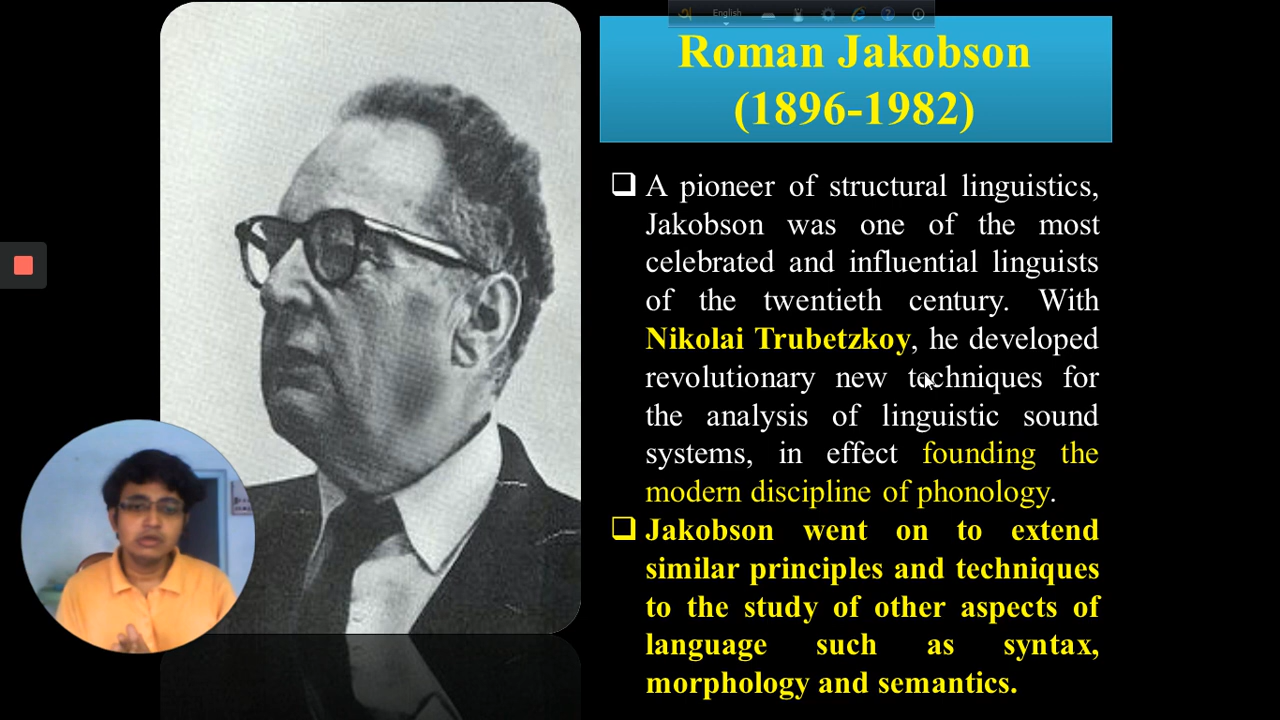 English
Roman Jakobson
(1896-1982)
A pioneer of structural linguistics,
Jakobson was one of the most
celebrated and influential linguists
of the twentieth century. With
Nikolai Trubetzkoy, he developed
revolutionary new techniques for
the analysis of linguistic sound
systems, in effect founding the
modern discipline of phonology.
Jakobson went on to extend
similar principles and techniques
to the study of other aspects of
language such as syntax,
morphology and semantics.